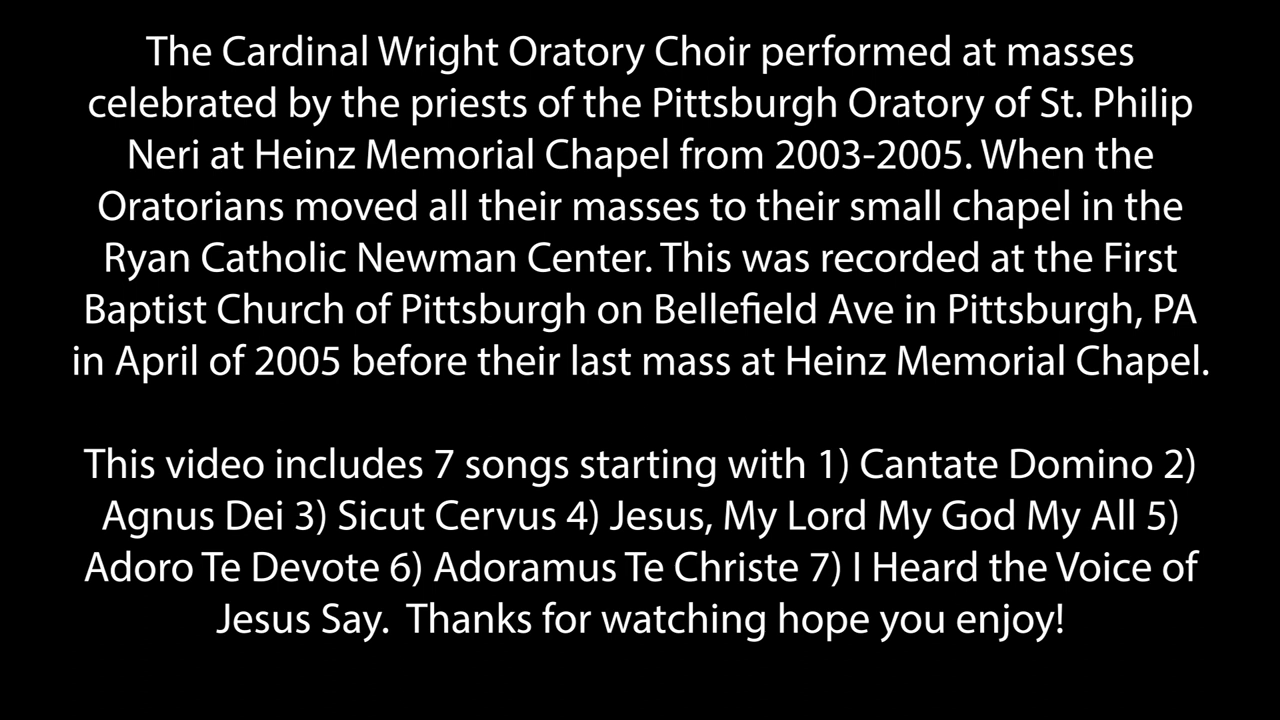 The Cardinal Wright Oratory Choir performed at masses
celebrated by the priests of the Pittsburgh Oratory of St. Philip
Neri at Heinz Memorial Chapel from 2003-2005. When the
Oratorians moved all their masses to their small chapel in the
Ryan Catholic Newman Center. This was recorded at the First
Baptist Church of Pittsburgh on Bellefield Ave in Pittsburgh, PA
in April of 2005 before their last mass at Heinz Memorial Chapel.
This video includes 7 songs starting with 1) Cantate Domino 2)
Agnus Dei 3) Sicut Cervus 4) Jesus, My Lord My God My All 5)
Adoro Te Devote 6) Adoramus Te Christe 7) I Heard the Voice of
Jesus Say.  Thanks for watching hope you enjoy!